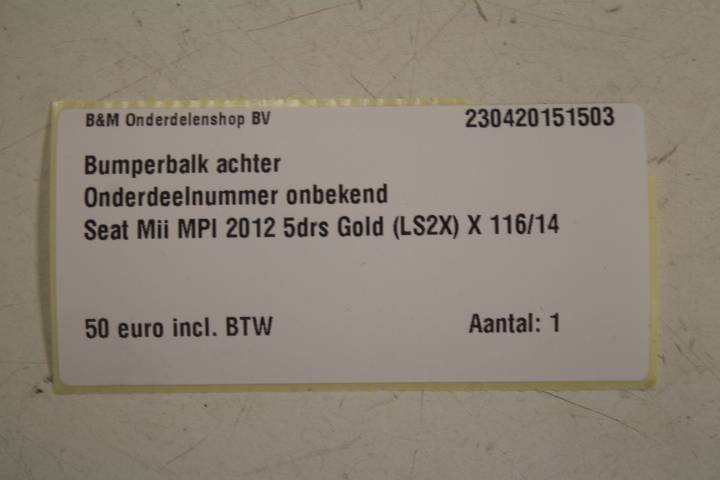 B&M Onderdelenshop BV 230420151503
Bumperbalk achter
Onderdeelnummer onbekend
Seat Mii MPI 2012 5drs Gold (LS2X) X 116/14
50 euro incl. BTW Aantal: 1